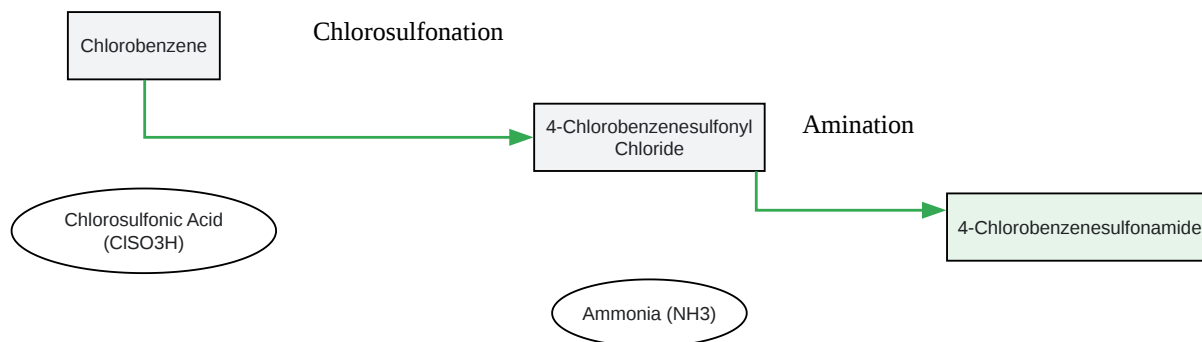 Chlorobenzene
Chlorosulfonation
4-Chlorobenzenesulfonyl
Chloride
Amination
Chlorosulfonic Acid
(ClSO3H)
4-Chlorobenzenesulfonamide
Ammonia (NH3)